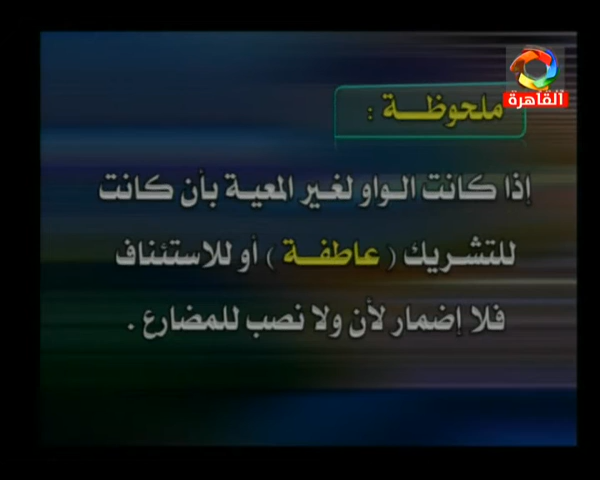 القاهرة
ملحوظة :
إذا كانت الواو لغير المعية بأن كانت
للتشريك ( عاطفة ) أو للاستئناف
فلا إضمار لأن ولا نصب للمضارع .